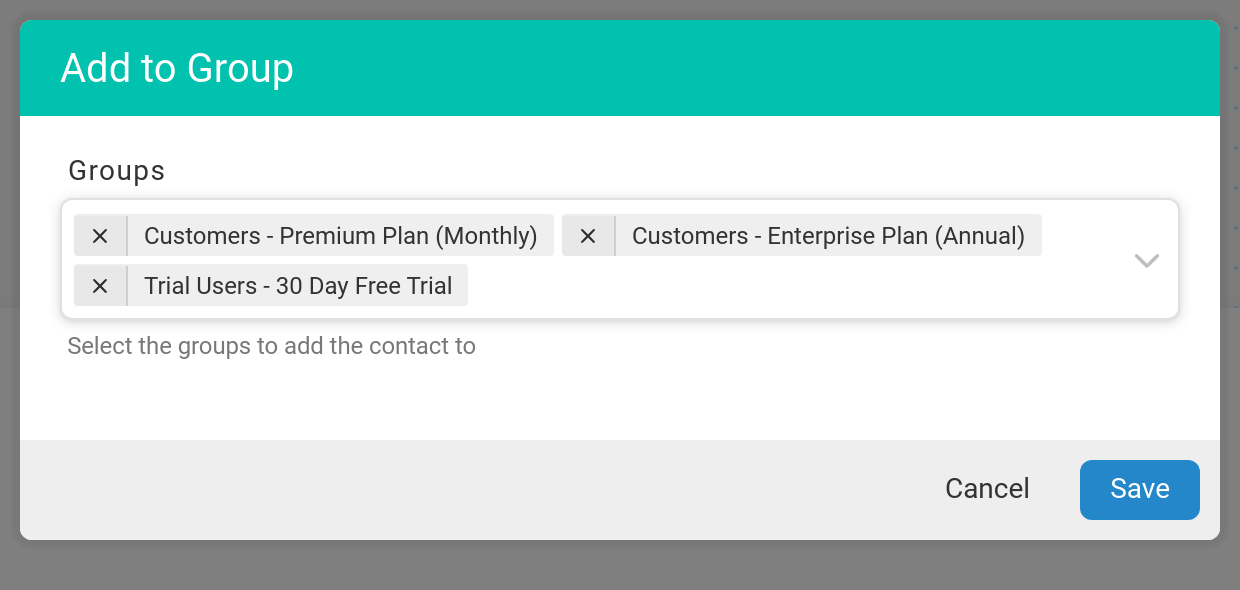 Add to Group
Groups
Customers - Premium Plan (Monthly) Customers - Enterprise Plan (Annual)
Trial Users - 30 Day Free Trial
Select the groups to add the contact to
Cancel Save